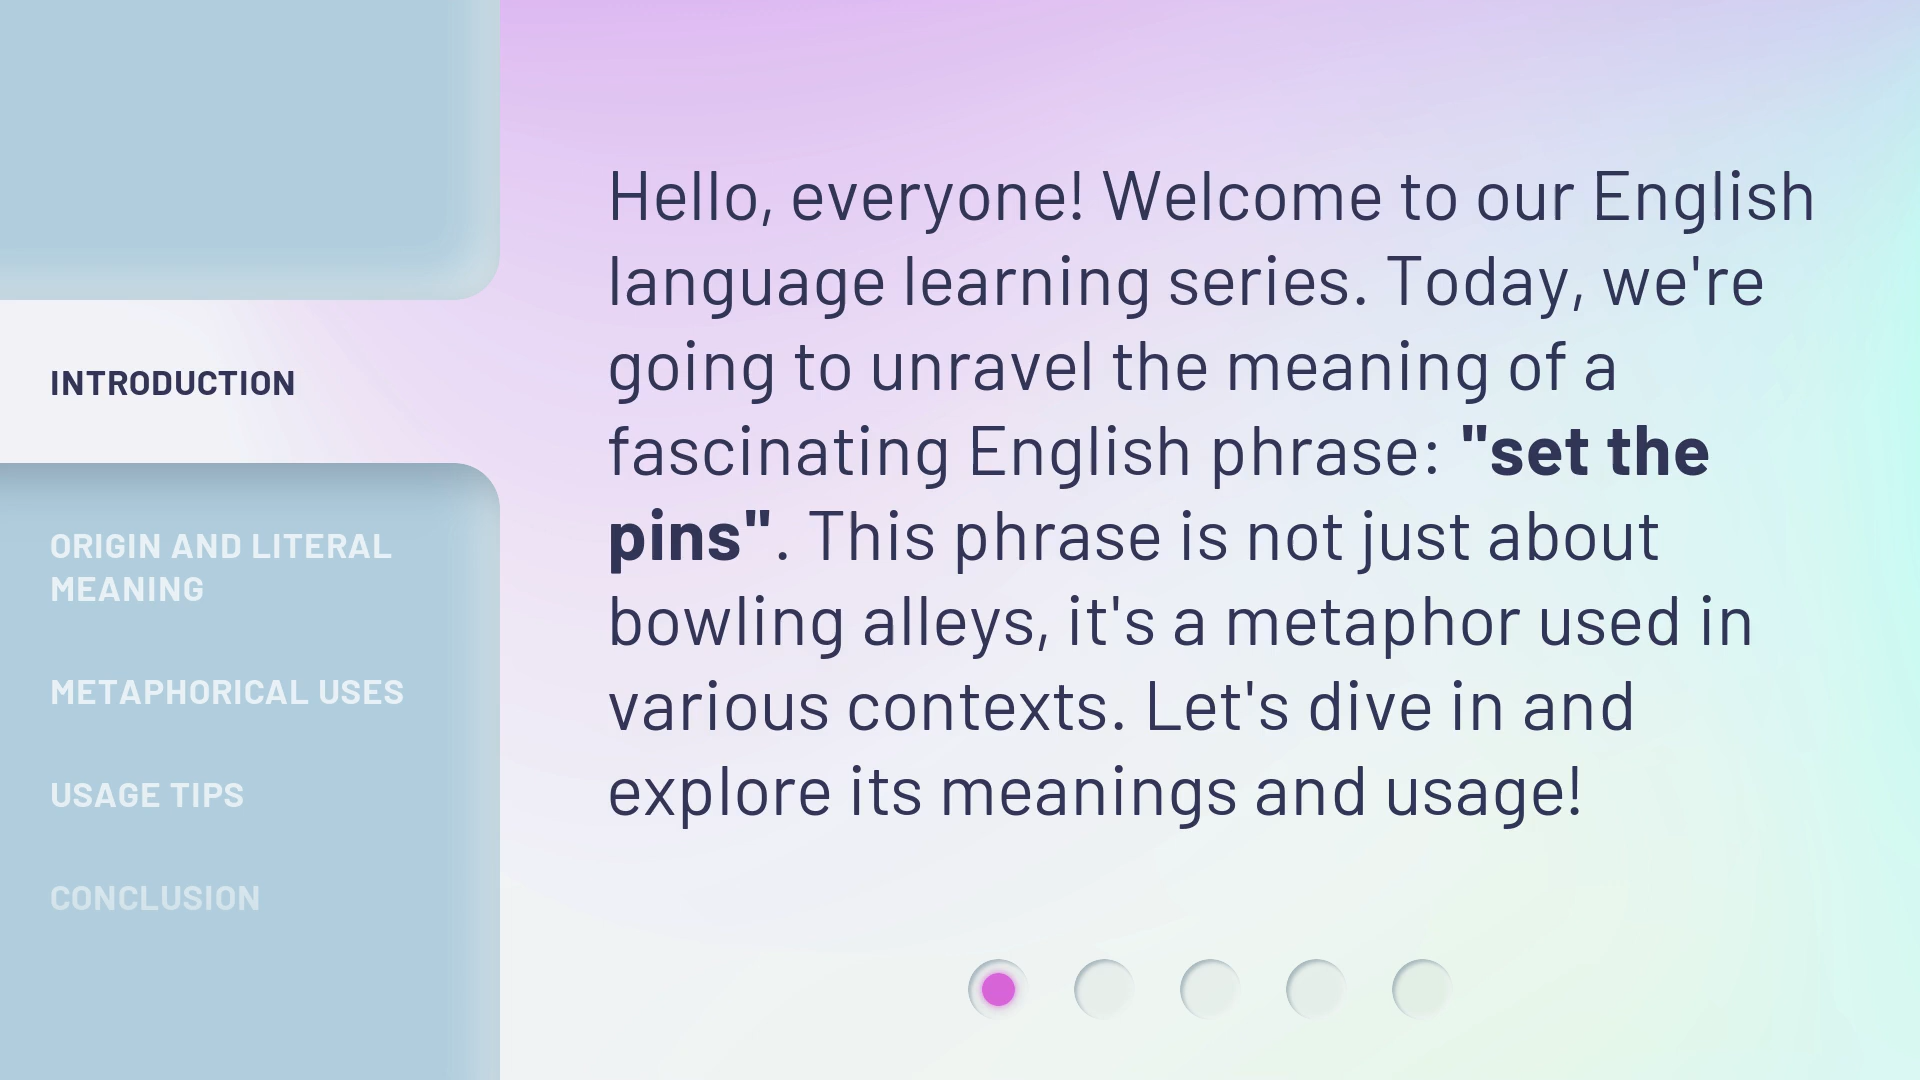 INTRODUCTION
ORIGIN AND LITERAL
MEANING
METAPHORICAL USES
USAGE TIPS
CONCLUSION
Hello, everyone! Welcome to our English
language learning series. Today, we're
going to unravel the meaning of a
fascinating English phrase: "set the
pins". This phrase is not just about
bowling alleys, it's a metaphor used in
various contexts. Let's dive in and
explore its meanings and usage!